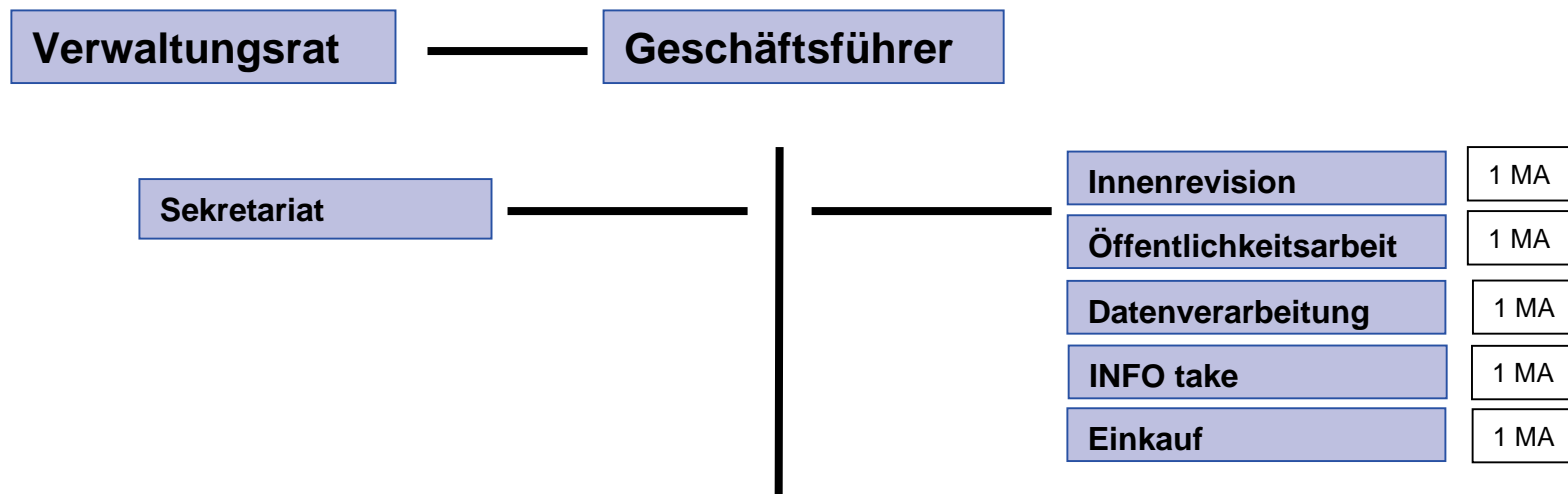 Verwaltungsrat
Geschäftsführer
Sekretariat
Innenrevision
1 MA
Öffentlichkeitsarbeit
1 MA
Datenverarbeitung
1 MA
INFO take
1 MA
Einkauf
1 MA